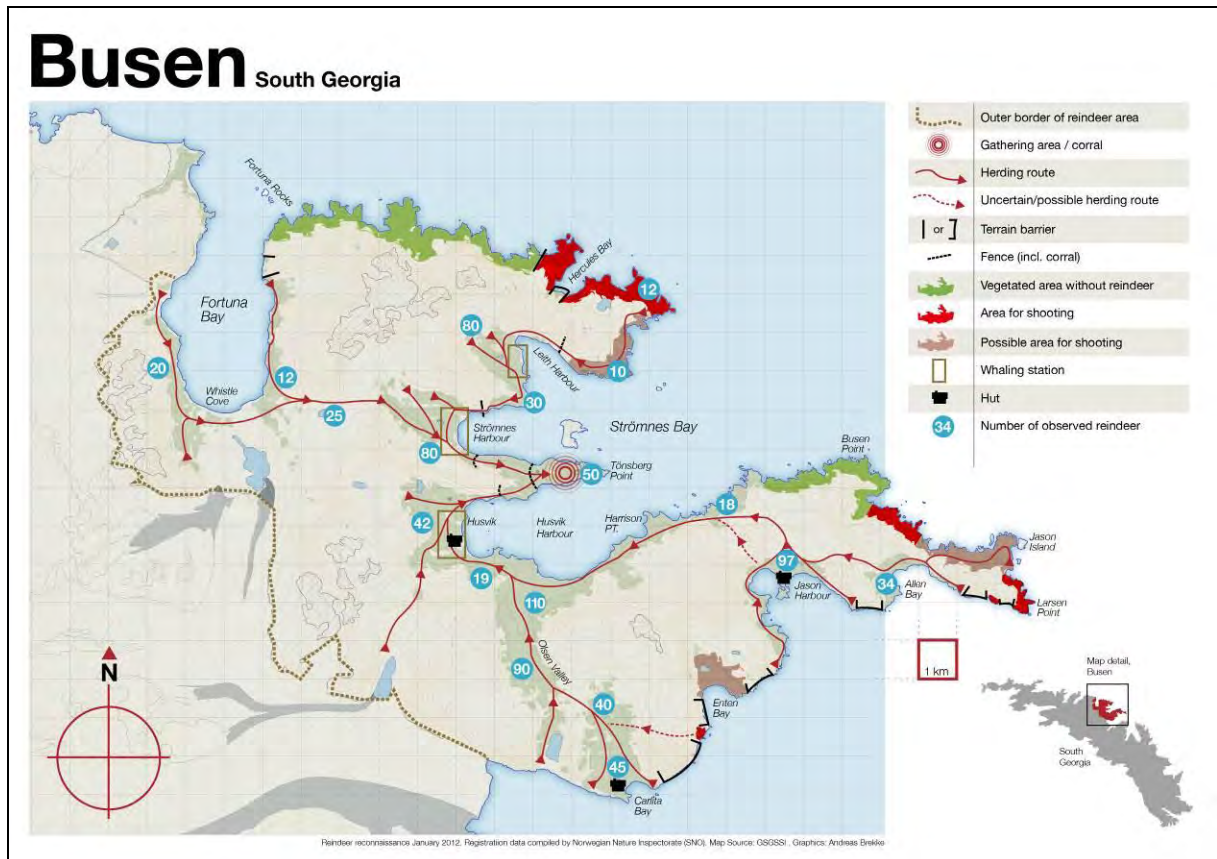 Busen South Georgia
Outer border of reindeer area
Gathering area / corral
Herding route
Uncertain/possible herding route
or
Terrain barrier
Fence (incl. corral)
Vegetated area without reindeer
Area for shooting
Possible area for shooting
Whaling station
Hut
34
Number of observed reindeer
Fortuna Rocks
Hercules Bay
12
Fortuna
Bay
80
Leith Harbour
20
12
10
Whistle
Cove
25
30
Strömnes
Harbour
Strömnes Bay
80
Busen
Point
50
Tönsberg
Point
18
42
Husvik
Husvik
Harbour
Harrison
PT.
97
Jason
Island
Jason
Harbour
34
Allen
Bay
Larsen
Point
19
110
Olsen Valley
90
N
1 km
Map detail,
Busen
40
Enten
Bay
South
Georgia
45
Carlita
Bay
Reindeer reconnaissance January 2012. Registration data compiled by Norwegian Nature Inspectorate (SNO). Map Source: GSGSSI . Graphics: Andreas Brekke